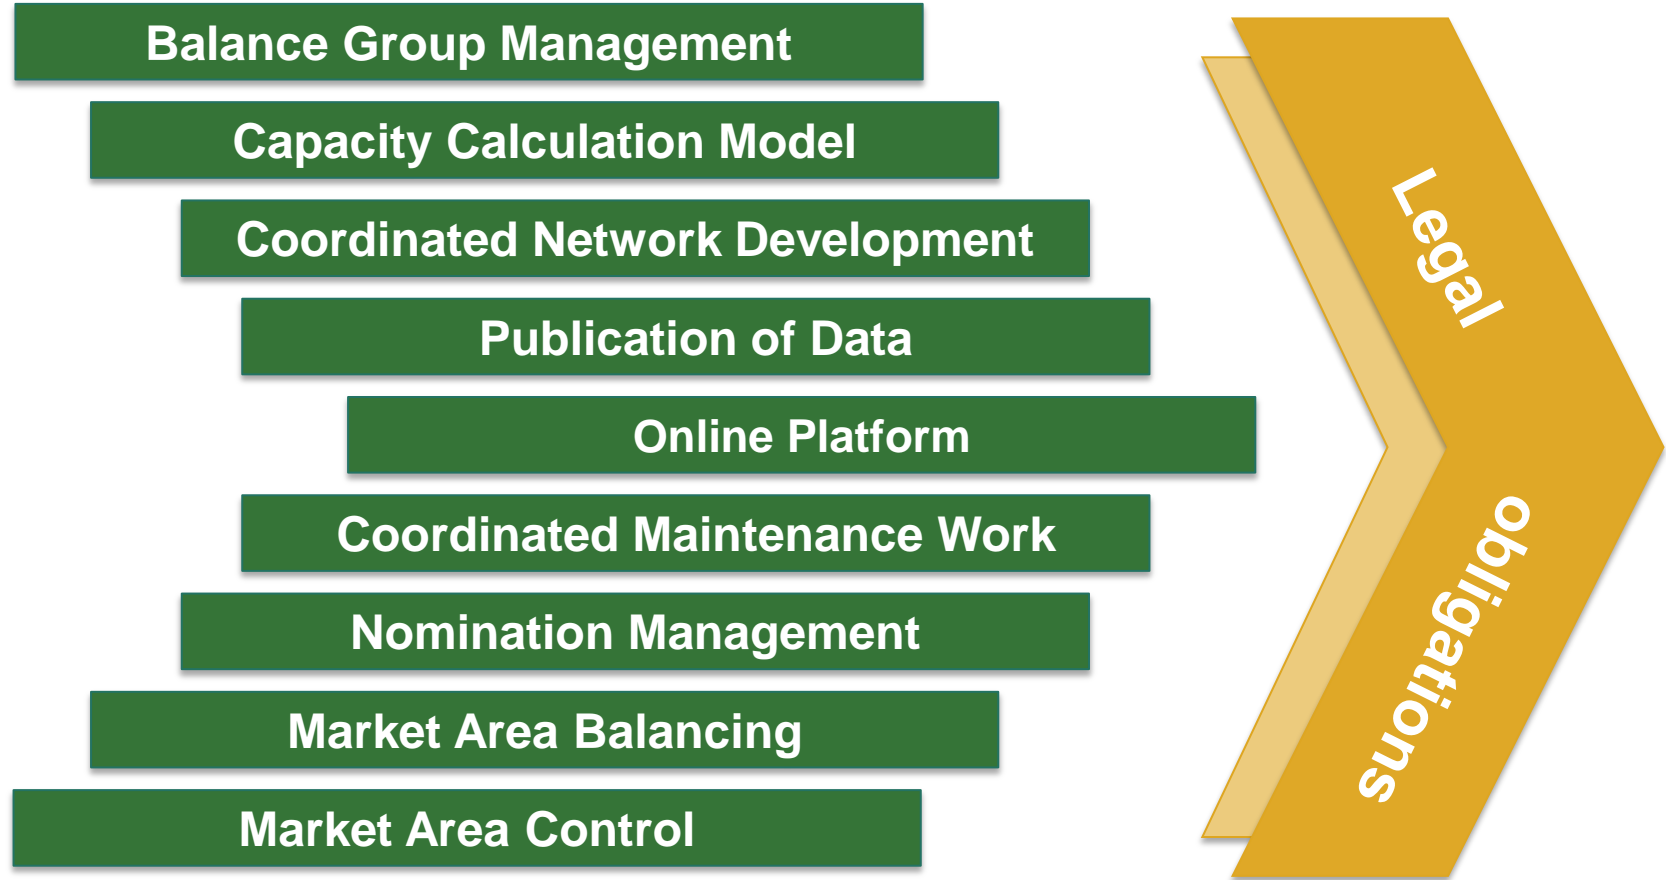 Balance Group Management
Capacity Calculation Model
Coordinated Network Development
Publication of Data
Online Platform
Coordinated Maintenance Work
Nomination Management
Market Area Balancing
Market Area Control
Legal
obligations